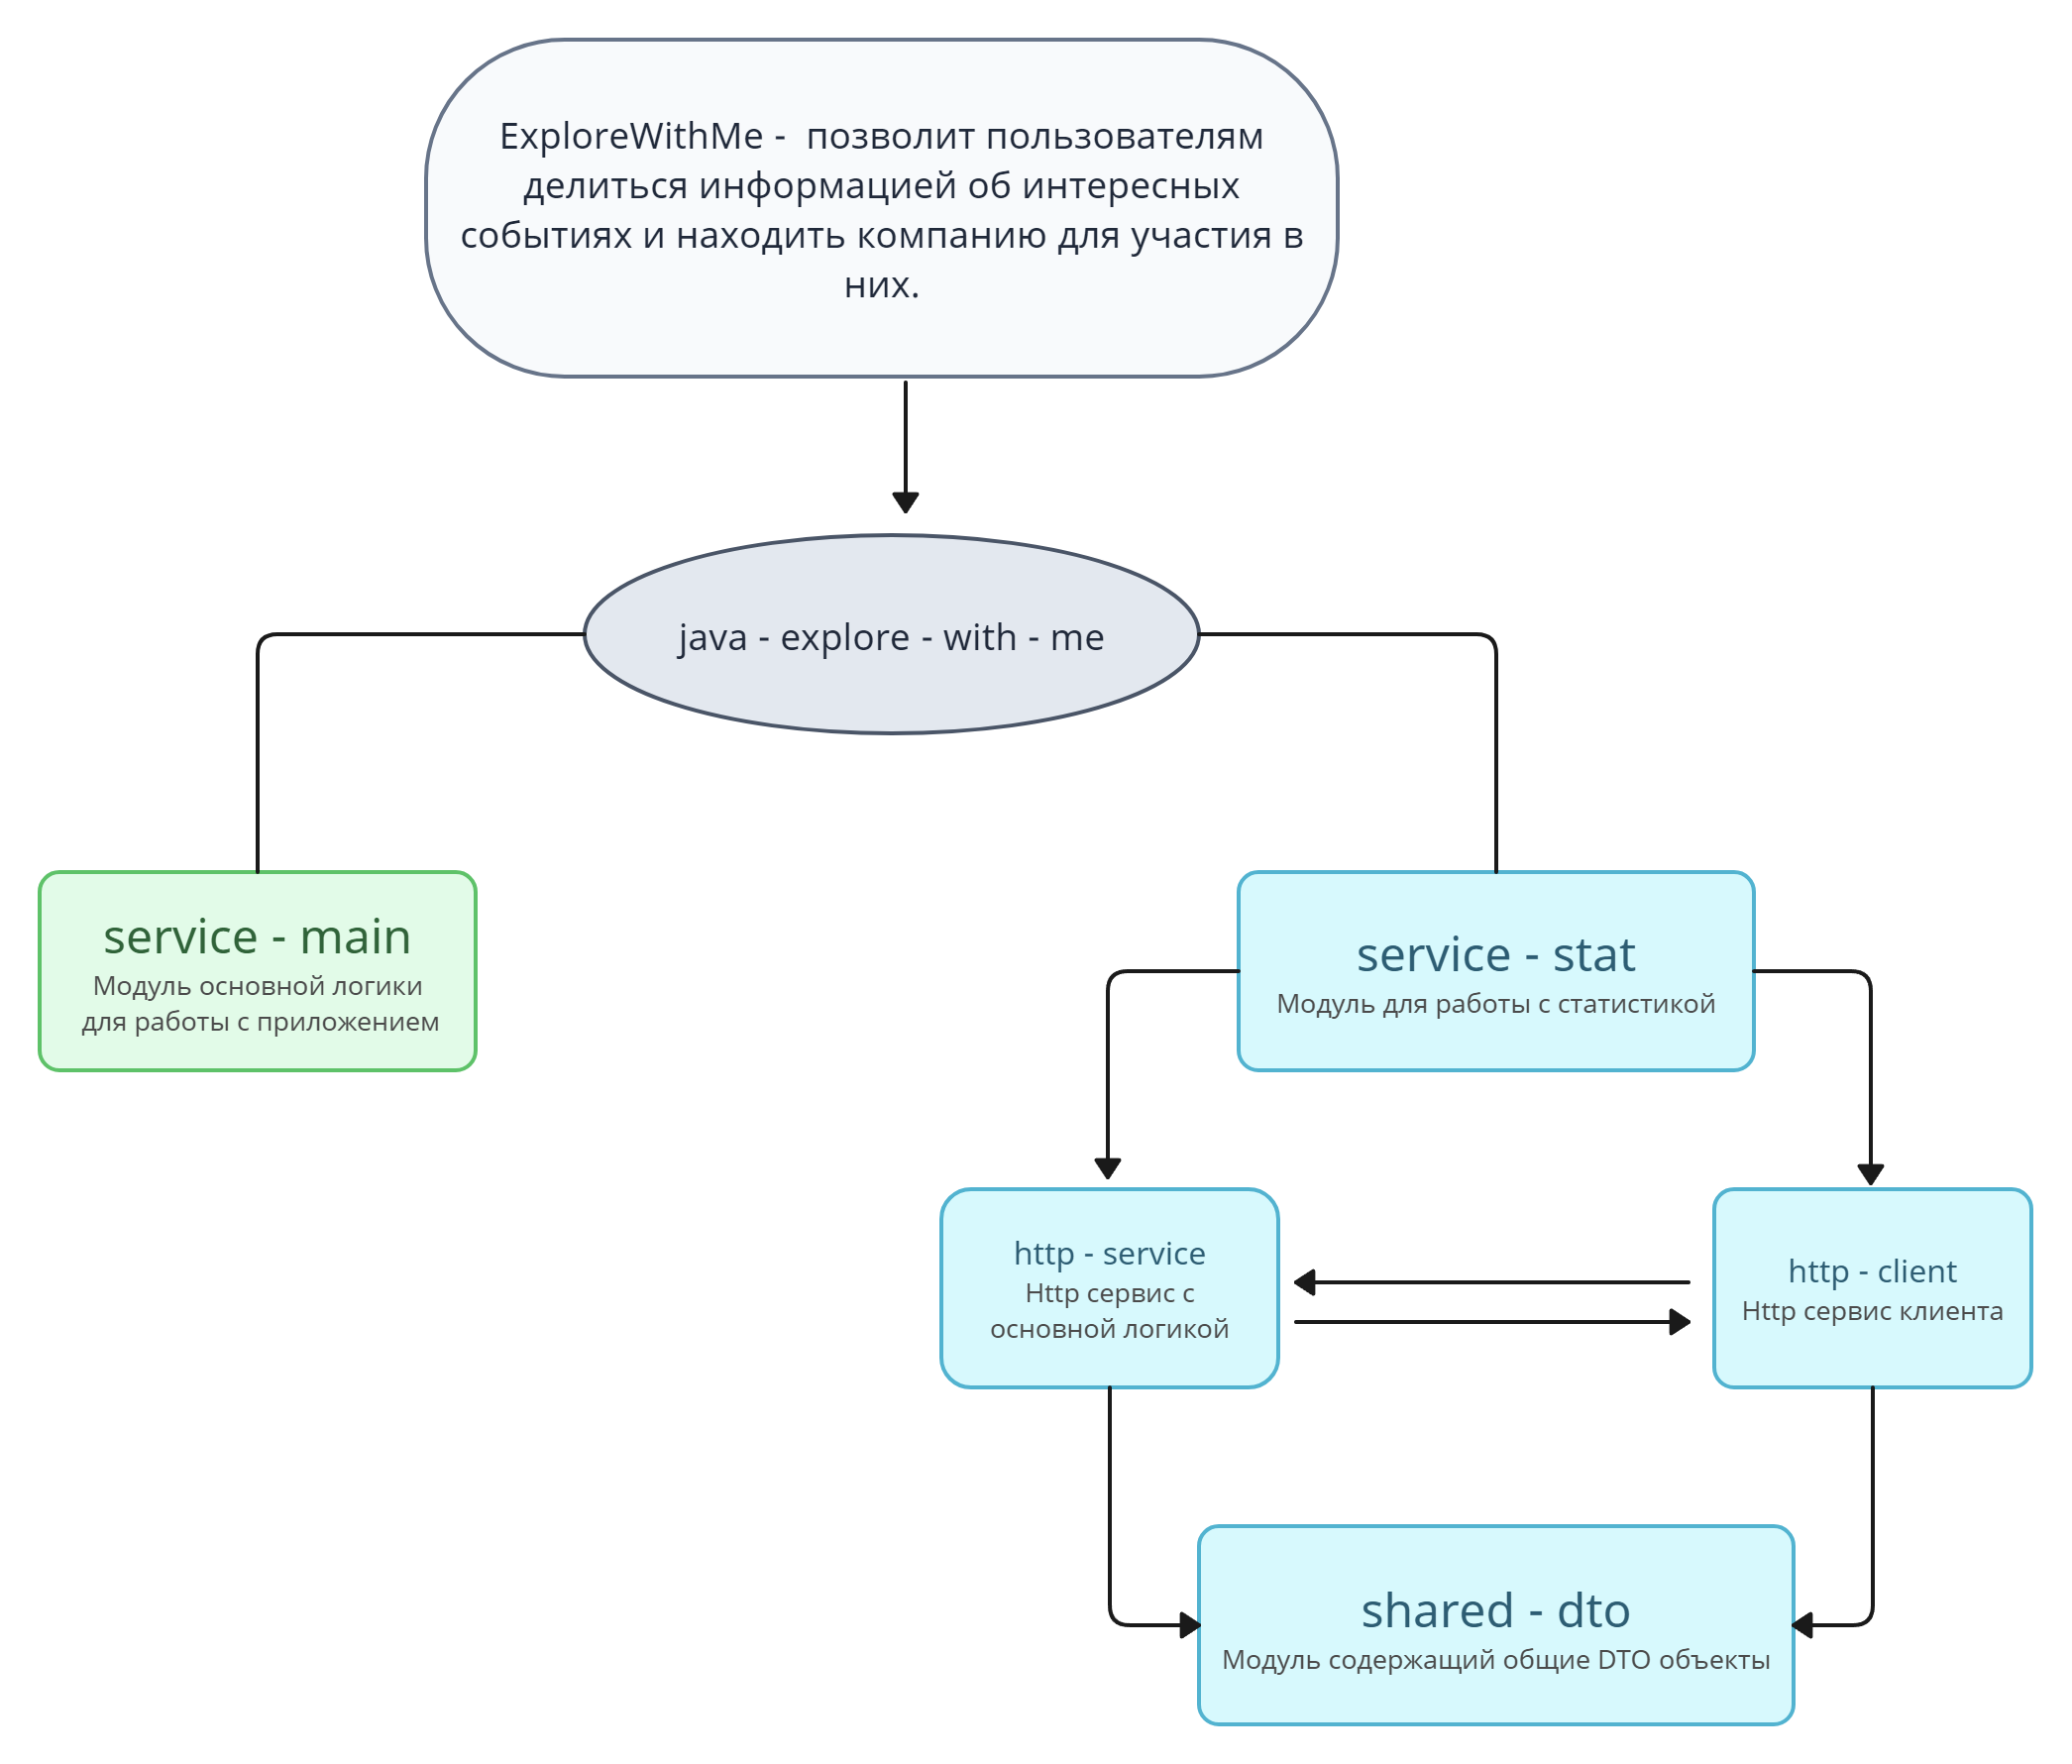 ExploreWithMe -  позволит пользователям
делиться информацией об интересных
событиях и находить компанию для участия в
них.
java - explore - with - me
service - main
Модуль основной логики
для работы с приложением
service - stat
Модуль для работы с статистикой
http - service
Http сервис с
основной логикой
http - client
Http сервис клиента
shared - dto
Модуль содержащий общие DTO объекты